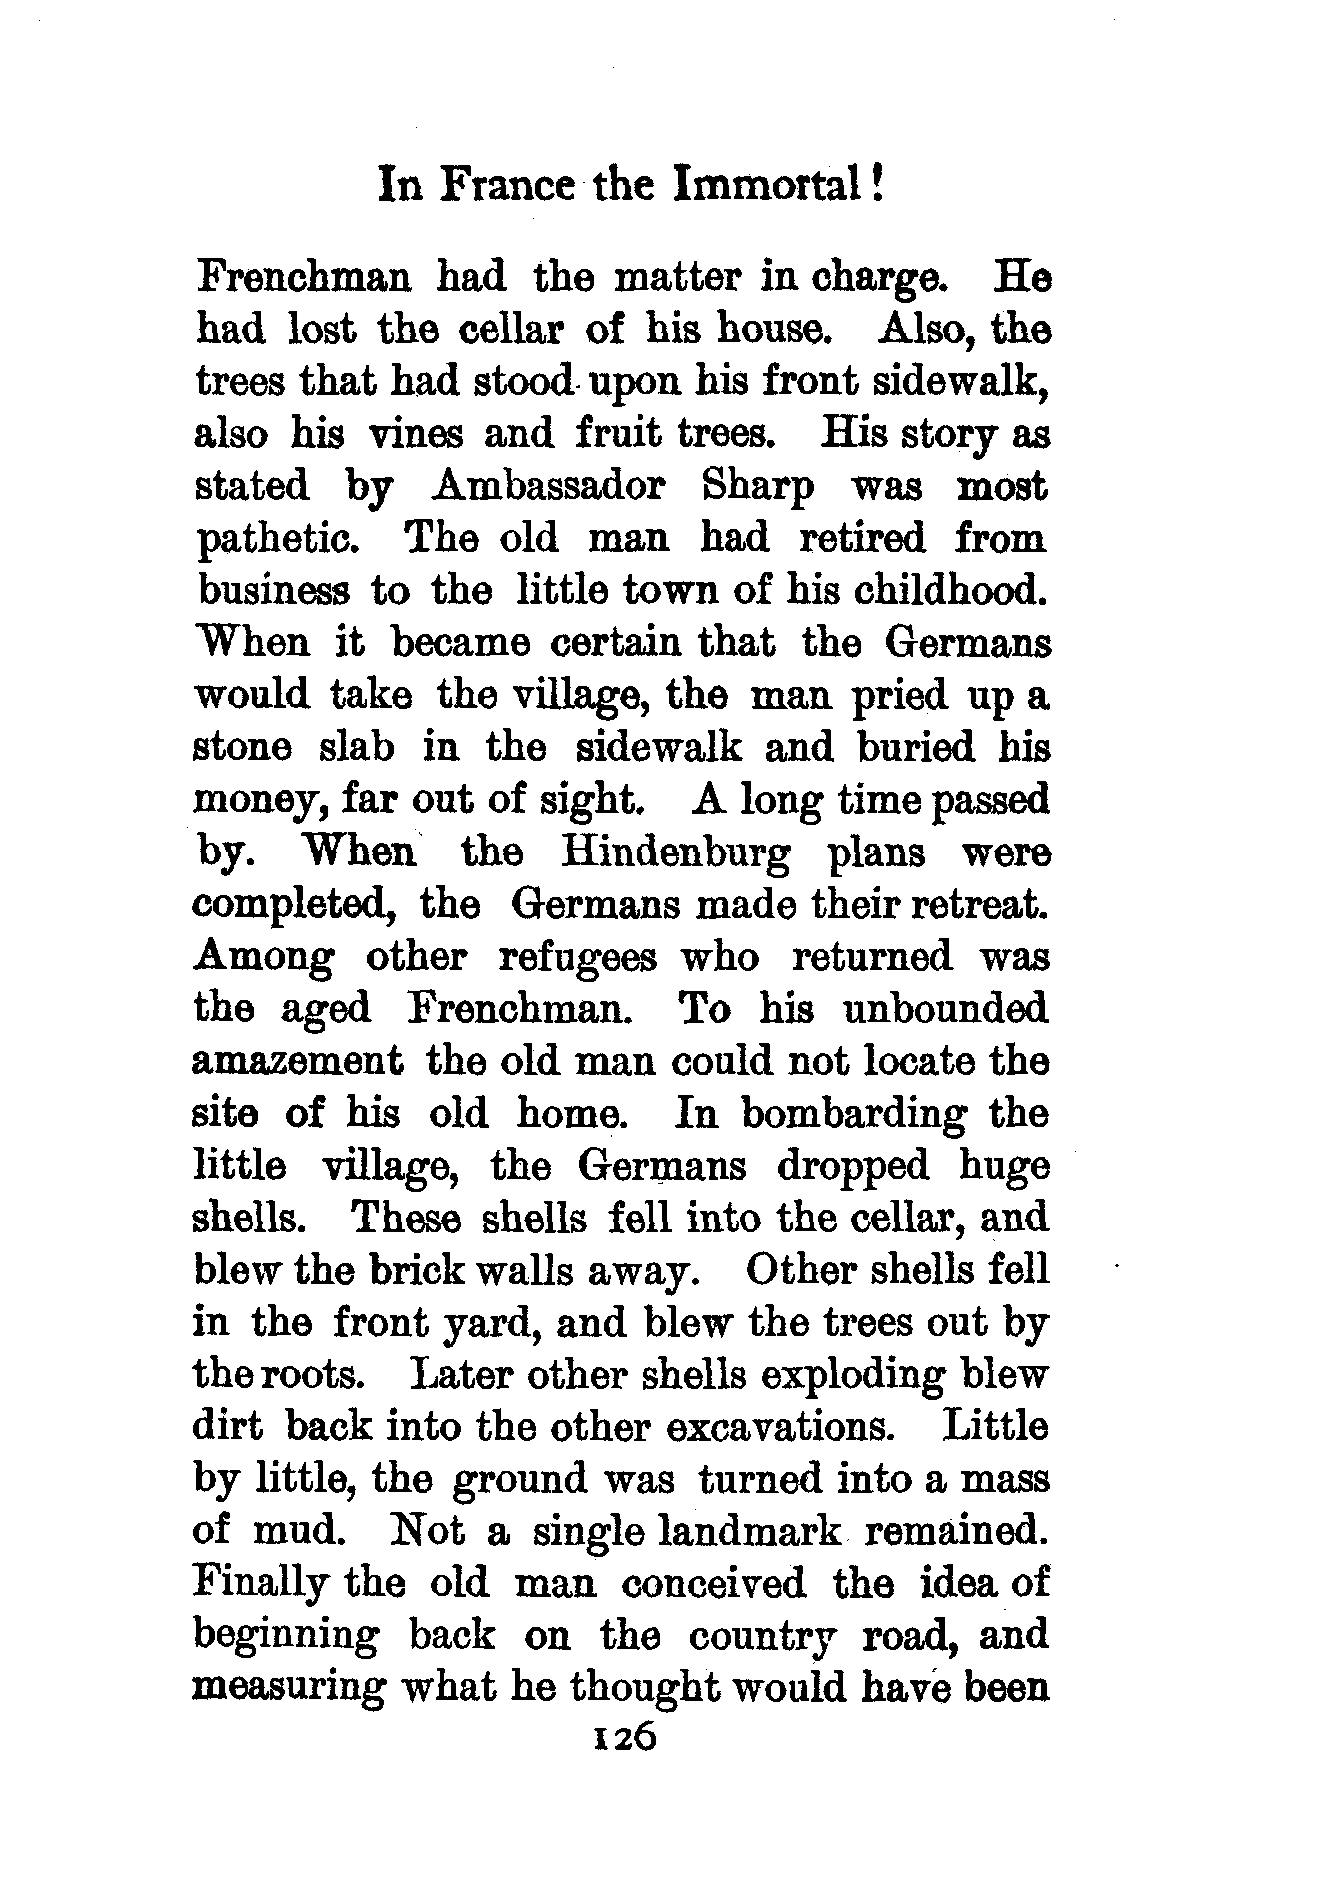 In France the Immortal!
Frenchman had the matter in charge. He
had lost the cellar of his house. Also, the
trees that had stood upon his front sidewalk,
also his vines and fruit trees. His story as
stated by Ambassador Sharp was most
pathetic. The old man had retired from
business to the little town of his childhood.
When it became certain that the Germans
would take the village, the man pried up a
stone slab in the sidewalk and buried his
money, far out of sight. A long time passed
by. When the Hindenburg plans were
completed, the Germans made their retreat.
Among other refugees who returned was
the aged Frenchman. To his unbounded
amazement the old man could not locate the
site of his old home. In bombarding the
little village, the Germans dropped huge
shells. These shells fell into the cellar, and
blew the brick walls away. Other shells fell
in the front yard, and blew the trees out by
the roots. Later other shells exploding blew
dirt back into the other excavations. Little
by little, the ground was turned into a mass
of mud. Not a single landmark remained.
Finally the old man conceived the idea of
beginning back on the country road, and
measuring what he thought would have been
126